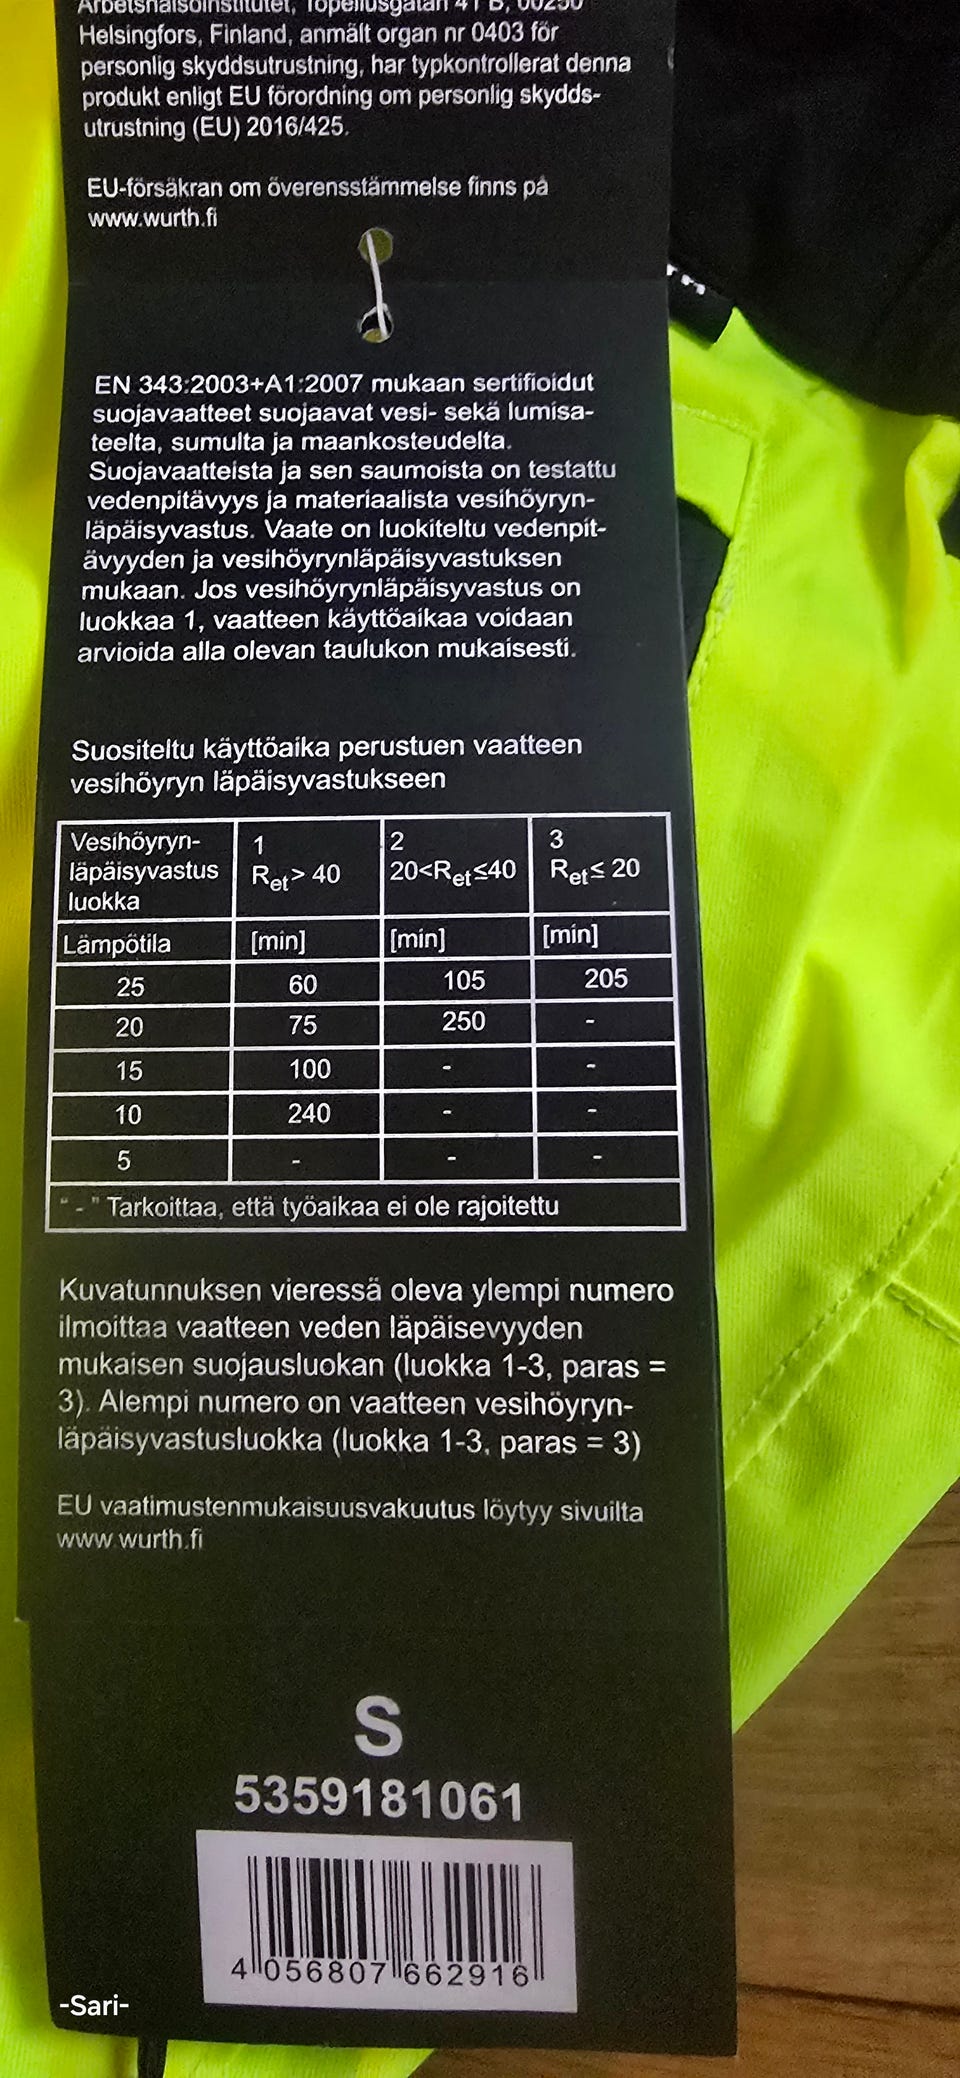 Arbetshälsoinstitutet, Topeliusgatan 41 B, 00250
Helsingfors, Finland, anmält organ nr 0403 för
personlig skyddsutrustning, har typkontrollerat denna
produkt enligt EU förordning om personlig skydds-
utrustning (EU) 2016/425.
EU-försäkran om överensstämmelse finns på
www.wurth.fi
EN 343:2003+A1:2007 mukaan sertifioidut
suojavaatteet suojaavat vesi- sekä lumisa-
teelta, sumulta ja maankosteudelta.
Suojavaatteista ja sen saumoista on testattu
vedenpitävyys ja materiaalista vesihöyryn-
läpäisyvastus. Vaate on luokiteltu vedenpit-
ävyyden ja vesihöyrynläpäisyvastuksen
mukaan. Jos vesihöyrynläpäisyvastus on
luokkaa 1, vaatteen käyttöaikaa voidaan
arvioida alla olevan taulukon mukaisesti.
Suositeltu käyttöaika perustuen vaatteen
vesihöyryn läpäisyvastukseen
Vesihöyryn-
läpäisyvastus
luokka
1
Ret> 40
2
20<Ret≤40
3
Ret≤ 20
Lämpötila [min] [min] [min]
25 60 105 205
20 75 250 -
15 100 - -
10 240 - -
5 - - -
" - " Tarkoittaa, että työaikaa ei ole rajoitettu
Kuvatunnuksen vieressä oleva ylempi numero
ilmoittaa vaatteen veden läpäisevyyden
mukaisen suojausluokan (luokka 1-3, paras =
3). Alempi numero on vaatteen vesihöyryn-
läpäisyvastusluokka (luokka 1-3, paras = 3)
EU vaatimustenmukaisuusvakuutus löytyy sivuilta
www.wurth.fi
S
5359181061
4 056807 662916
-Sari-